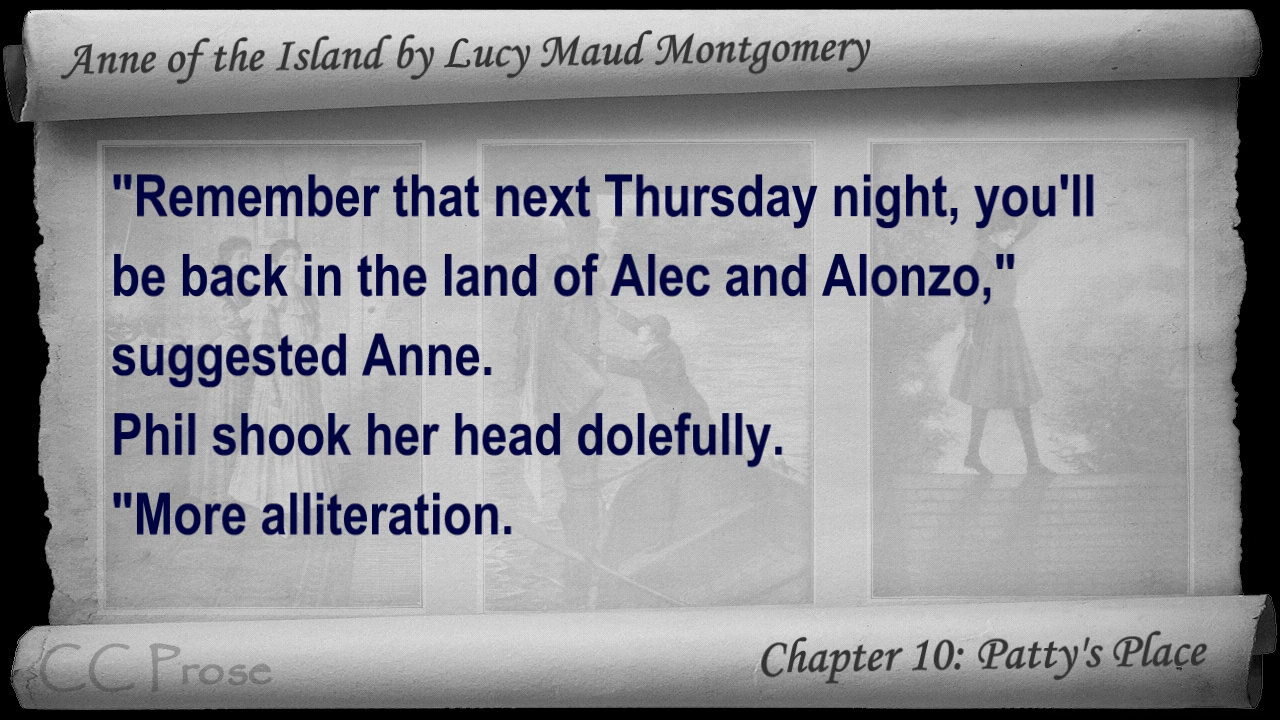 Anne of the Island by Lucy Maud Montgomery
"Remember that next Thursday night, you'll
be back in the land of Alec and Alonzo,"
suggested Anne.
Phil shook her head dolefully.
"More alliteration.
CC Prose
Chapter 10: Patty's Place